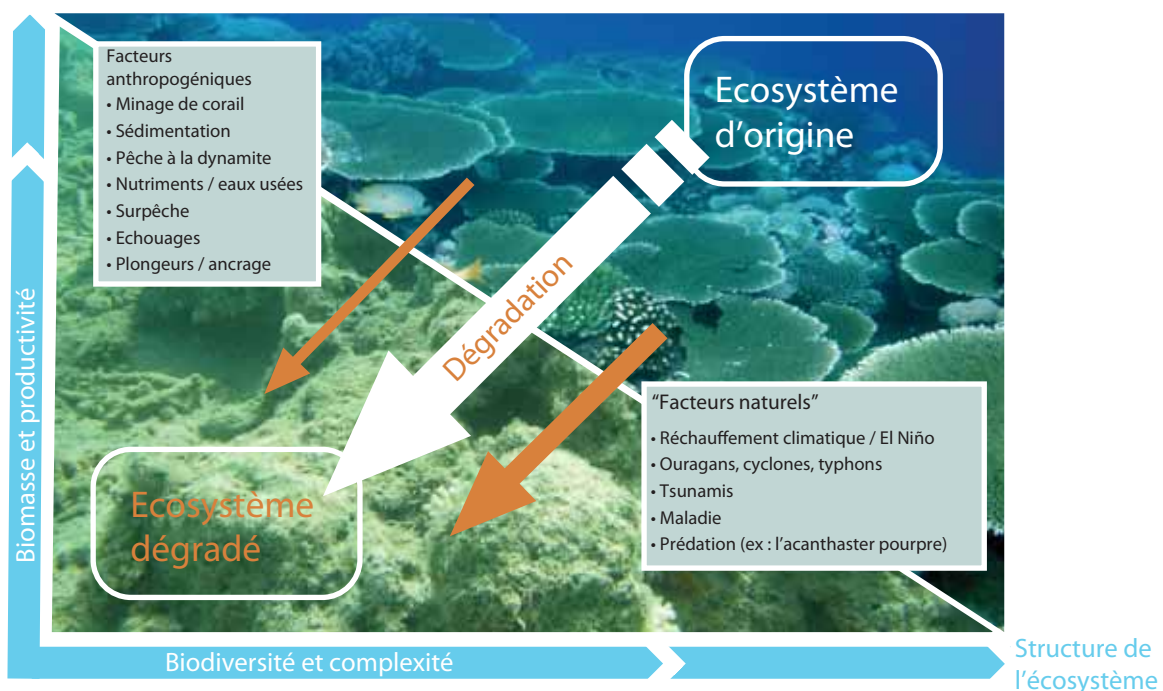 Facteurs
anthropogéniques
• Minage de corail
• Sédimentation
• Pêche à la dynamite
• Nutriments / eaux usées
• Surpêche
• Echouages
• Plongeurs / ancrage
Ecosystème
d’origine
Dégradation
“Facteurs naturels”
• Réchauffement climatique / El Niño
• Ouragans, cyclones, typhons
• Tsunamis
• Maladie
• Prédation (ex : l’acanthaster pourpre)
Ecosystème
dégradé
Biomasse et productivité
Biodiversité et complexité
Structure de
l’écosystème